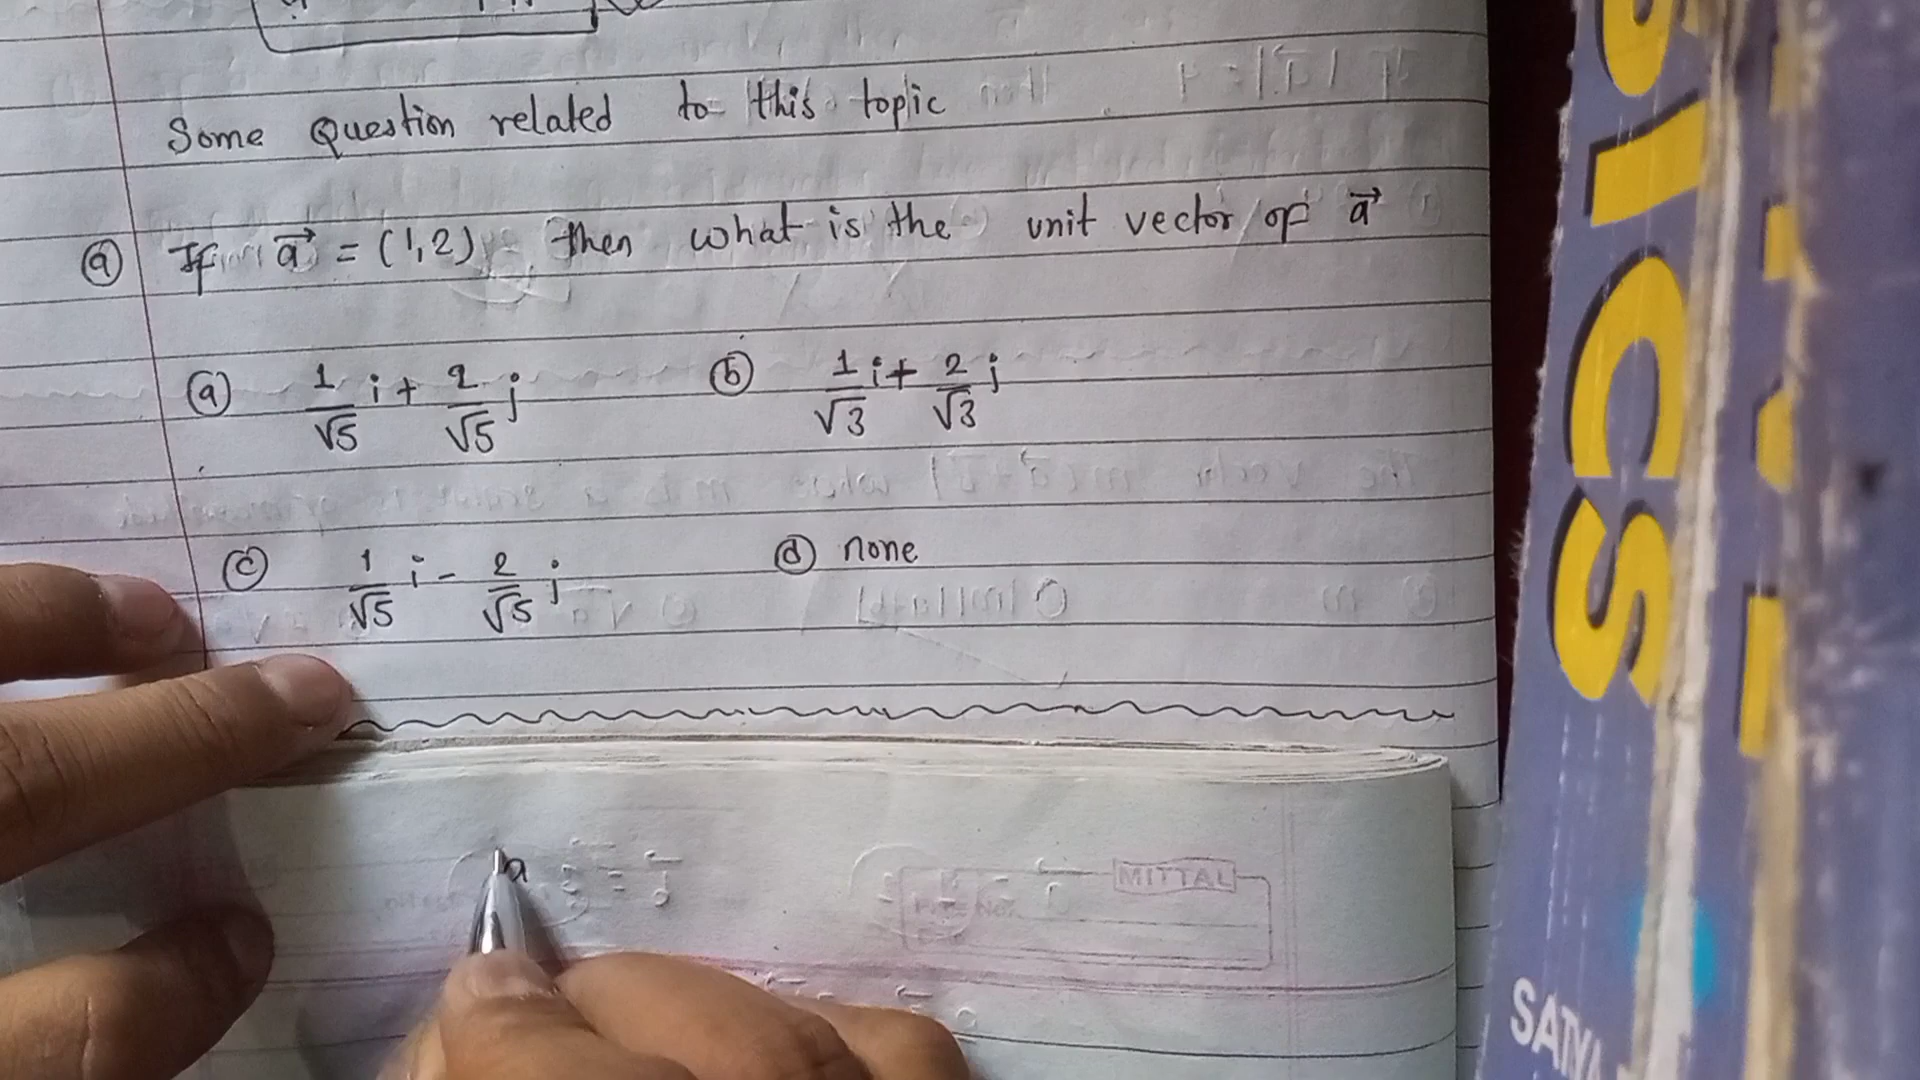 Some Question related to this topic
ⓐ If a⃗ = (1,2) then what is the unit vector of a⃗
ⓐ 1/√5 i + 2/√5 j ⓑ 1/√3 i + 2/√3 j
ⓒ 1/√5 i - 2/√5 j ⓓ none
a
MITTAL
SICS
SATYA